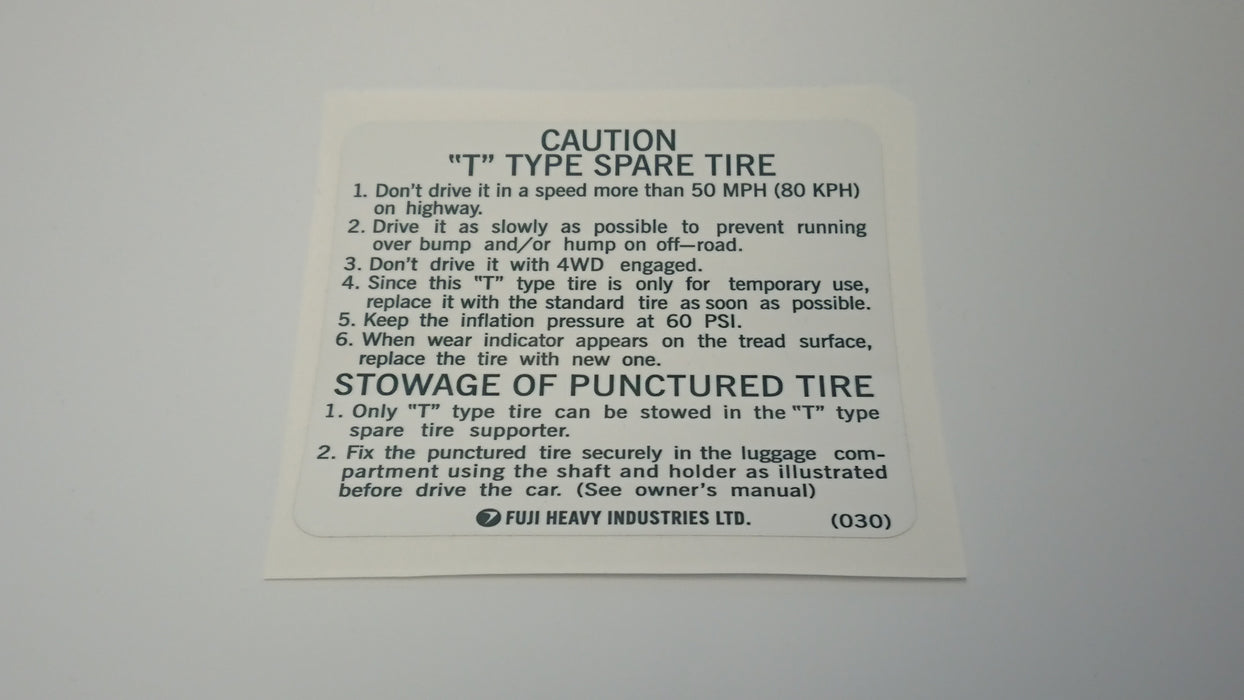 CAUTION
"T" TYPE SPARE TIRE
1. Don't drive it in a speed more than 50 MPH (80 KPH)
on highway.
2. Drive it as slowly as possible to prevent running
over bump and/or hump on off—road.
3. Don't drive it with 4WD engaged.
4. Since this "T" type tire is only for temporary use,
replace it with the standard tire as soon as possible.
5. Keep the inflation pressure at 60 PSI.
6. When wear indicator appears on the tread surface,
replace the tire with new one.
STOWAGE OF PUNCTURED TIRE
1. Only "T" type tire can be stowed in the "T" type
spare tire supporter.
2. Fix the punctured tire securely in the luggage com-
partment using the shaft and holder as illustrated
before drive the car. (See owner's manual)
FUJI HEAVY INDUSTRIES LTD. (030)